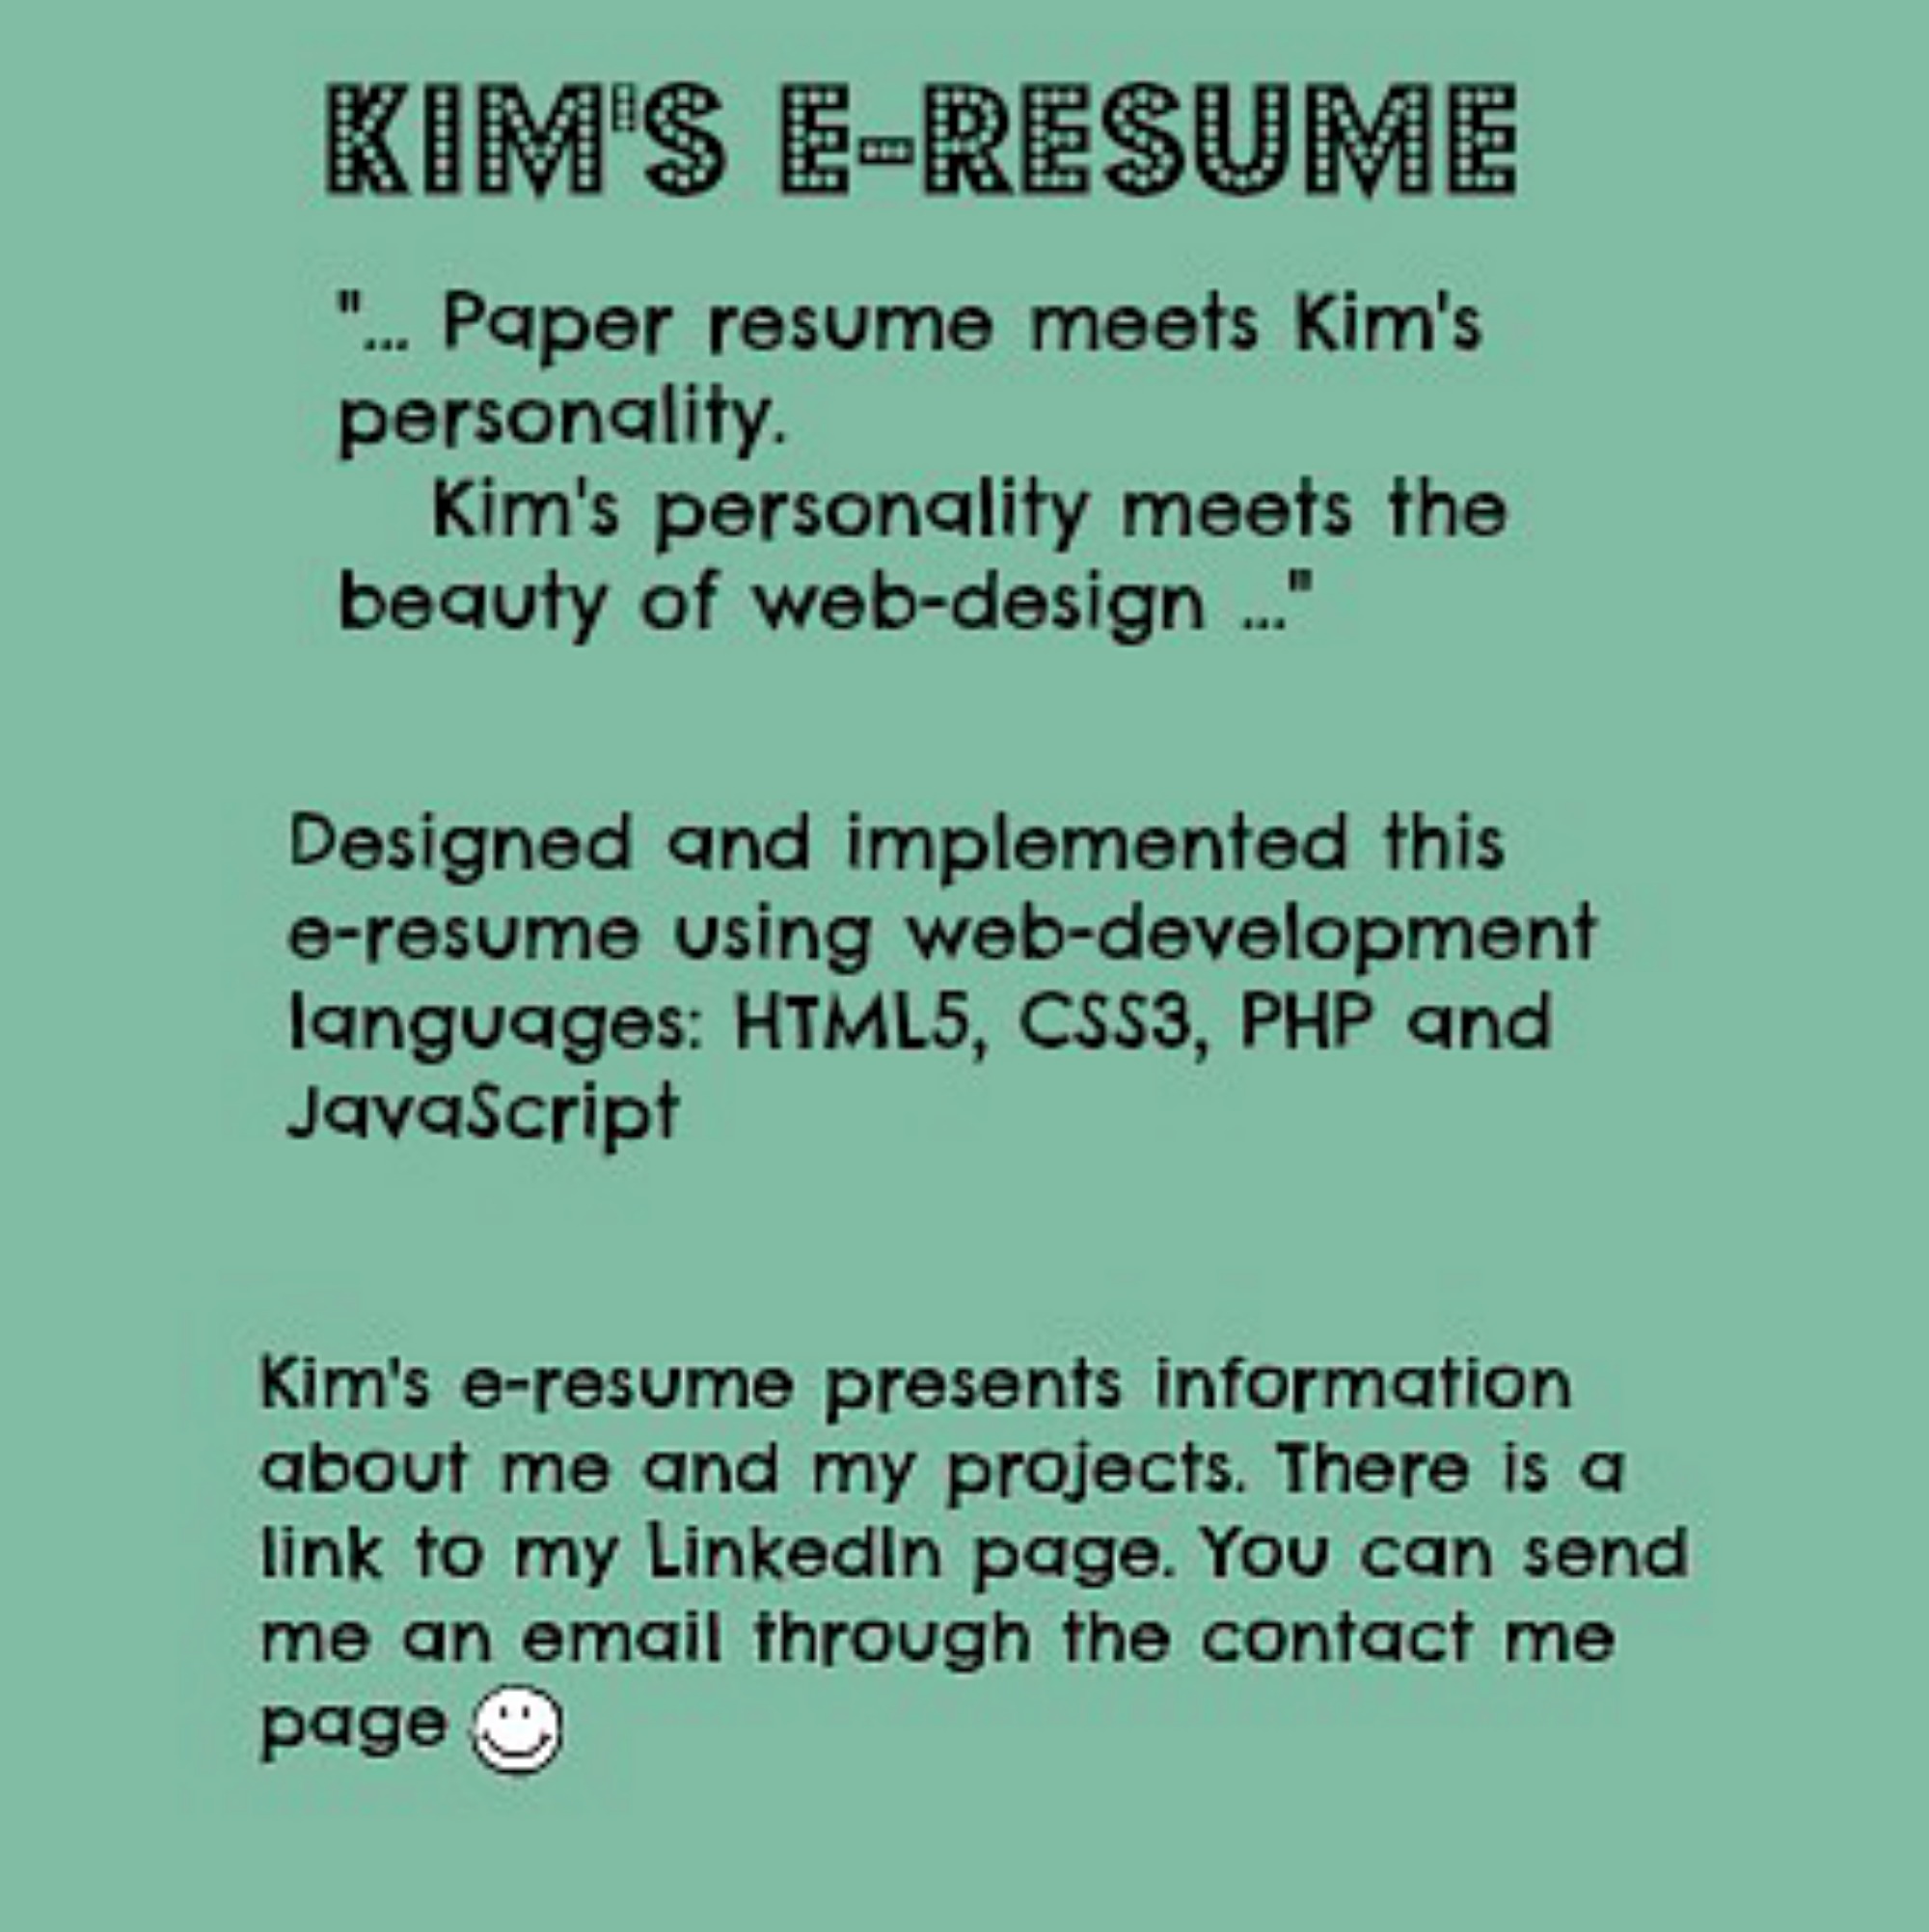 KIM'S E-RESUME
"... Paper resume meets Kim's
personality.
Kim's personality meets the
beauty of web-design ..."
Designed and implemented this
e-resume using web-development
languages: HTML5, CSS3, PHP and
JavaScript
Kim's e-resume presents information
about me and my projects. There is a
link to my LinkedIn page. You can send
me an email through the contact me
page